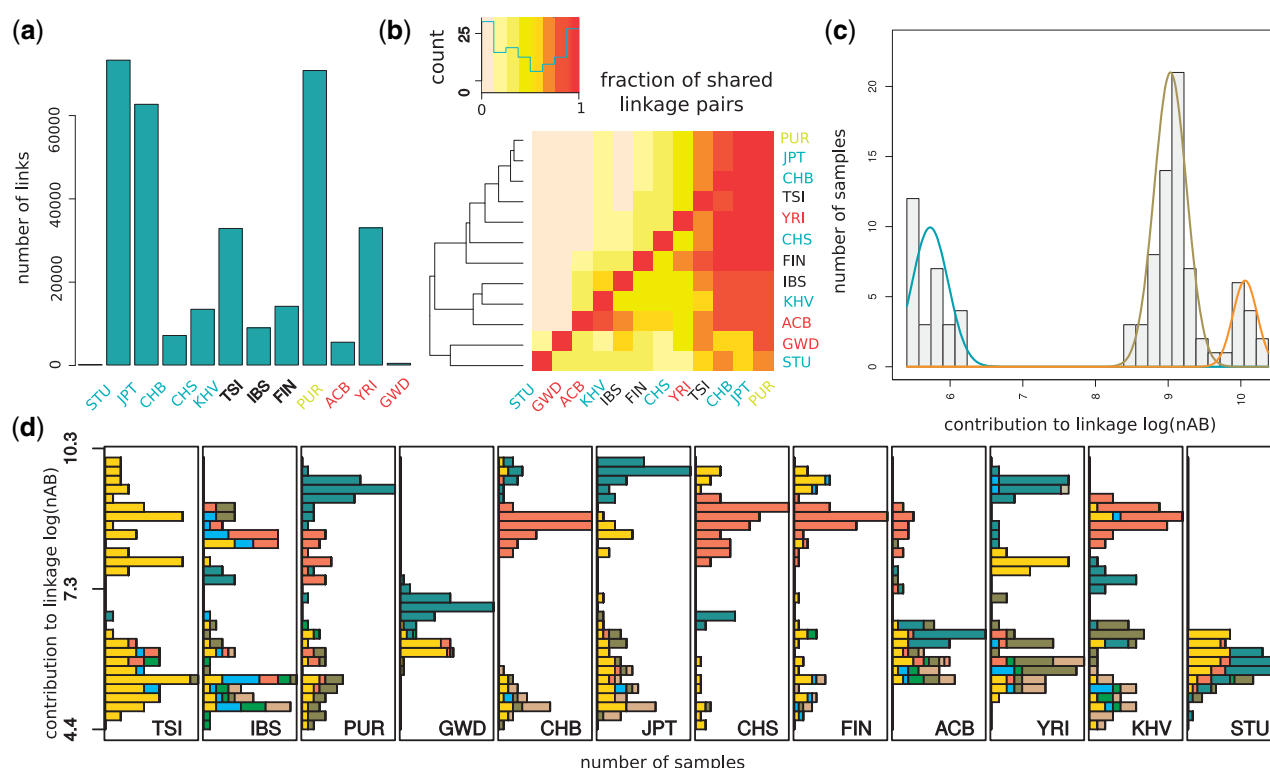 (a)
number of links
0
20000
40000
60000
STU JPT CHB CHS KHV TSI IBS FIN PUR ACB YRI GWD
(b)
count
0
25
0 1
fraction of shared
linkage pairs
PUR
JPT
CHB
TSI
YRI
CHS
FIN
IBS
KHV
ACB
GWD
STU
STU GWD ACB KHV IBS FIN CHS YRI TSI CHB JPT PUR
(c)
number of samples
0
5
10
15
20
6 7 8 9 10
contribution to linkage log(nAB)
(d)
contribution to linkage log(nAB)
4.4
7.3
10.3
TSI IBS PUR GWD CHB JPT CHS FIN ACB YRI KHV STU
number of samples